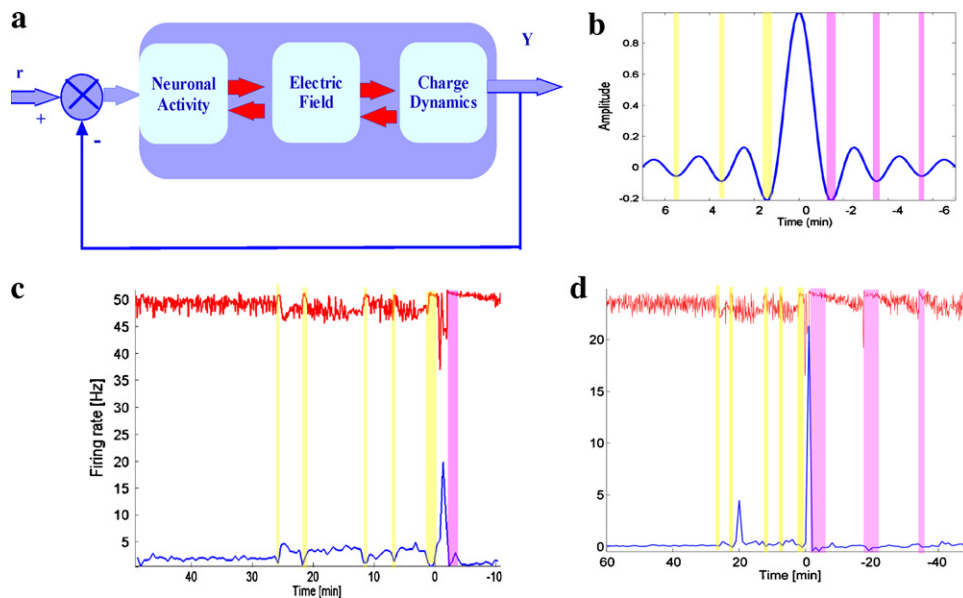 a
r
+
-
Neuronal
Activity
Electric
Field
Charge
Dynamics
Y
b
Amplitude
0.8
0.6
0.4
0.2
0
-0.2
6 4 2 0 -2 -4 -6
Time (min)
c
Firing rate [Hz]
50
45
40
35
30
25
20
15
10
5
40 20 10 0 -10
Time [min]
d
20
15
10
5
0
60 40 20 0 -20 -40
Time [min]